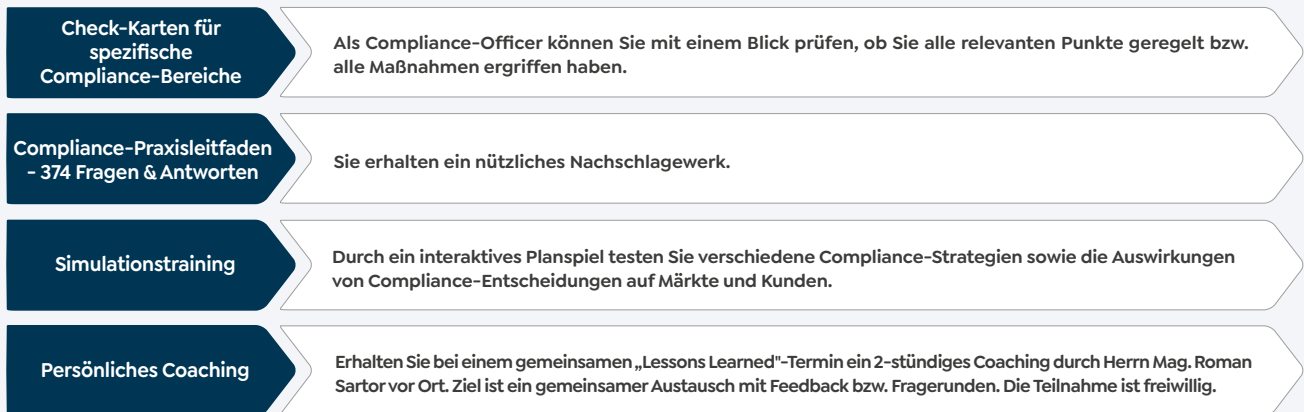 Check-Karten für
spezifische
Compliance-Bereiche
Als Compliance-Officer können Sie mit einem Blick prüfen, ob Sie alle relevanten Punkte geregelt bzw.
alle Maßnahmen ergriffen haben.
Compliance-Praxisleitfaden
- 374 Fragen & Antworten
Sie erhalten ein nützliches Nachschlagewerk.
Simulationstraining
Durch ein interaktives Planspiel testen Sie verschiedene Compliance-Strategien sowie die Auswirkungen
von Compliance-Entscheidungen auf Märkte und Kunden.
Persönliches Coaching
Erhalten Sie bei einem gemeinsamen „Lessons Learned"-Termin ein 2-stündiges Coaching durch Herrn Mag. Roman
Sartor vor Ort. Ziel ist ein gemeinsamer Austausch mit Feedback bzw. Fragerunden. Die Teilnahme ist freiwillig.